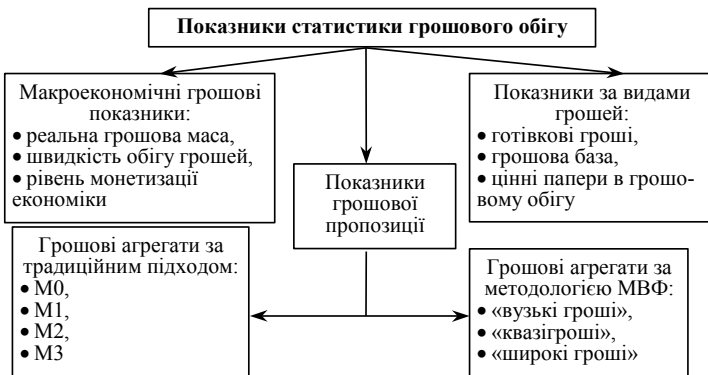 Показники статистики грошового обігу
Макроекономічні грошові
показники:
• реальна грошова маса,
• швидкість обігу грошей,
• рівень монетизації
економіки
Показники
грошової
пропозиції
Показники за видами
грошей:
• готівкові гроші,
• грошова база,
• цінні папери в грошо-
вому обігу
Грошові агрегати за
традиційним підходом:
• М0,
• М1,
• М2,
• М3
Грошові агрегати за
методологією МВФ:
• «вузькі гроші»,
• «квазігроші»,
• «широкі гроші»